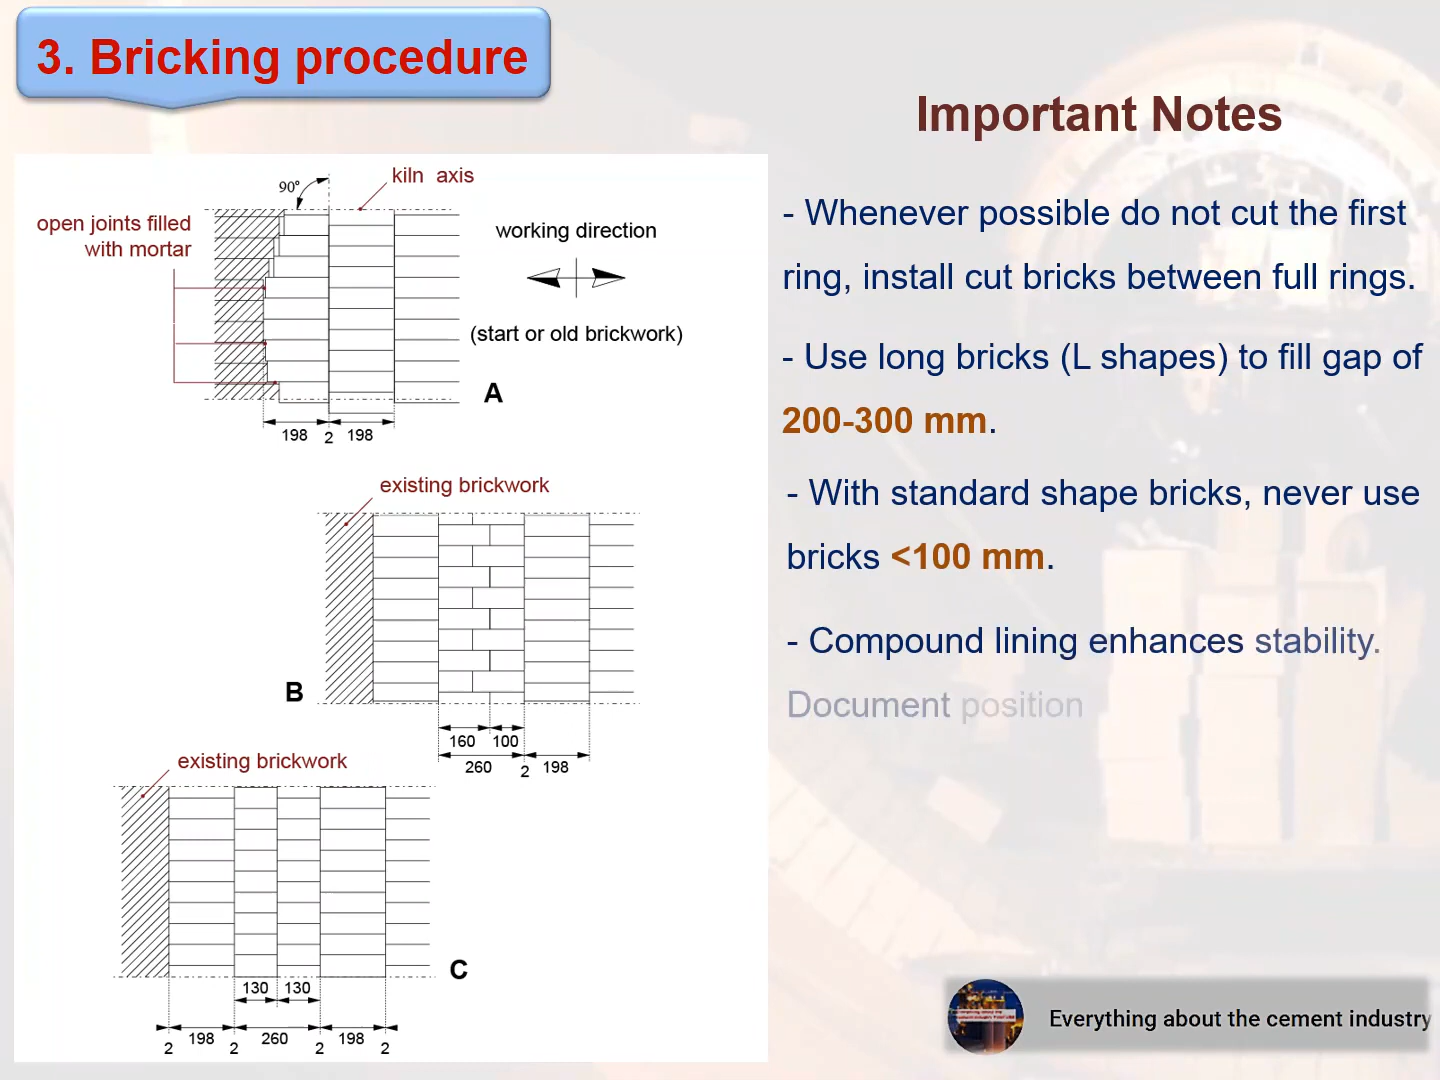 3. Bricking procedure
Important Notes
- Whenever possible do not cut the first
ring, install cut bricks between full rings.
- Use long bricks (L shapes) to fill gap of
200-300 mm.
- With standard shape bricks, never use
bricks <100 mm.
- Compound lining enhances stability.
Document position
90°
kiln axis
open joints filled
with mortar
working direction
(start or old brickwork)
A
198 2 198
existing brickwork
B
160 100
260 2 198
existing brickwork
C
130 130
2 198 2 260 2 198 2
Everything about the cement industry